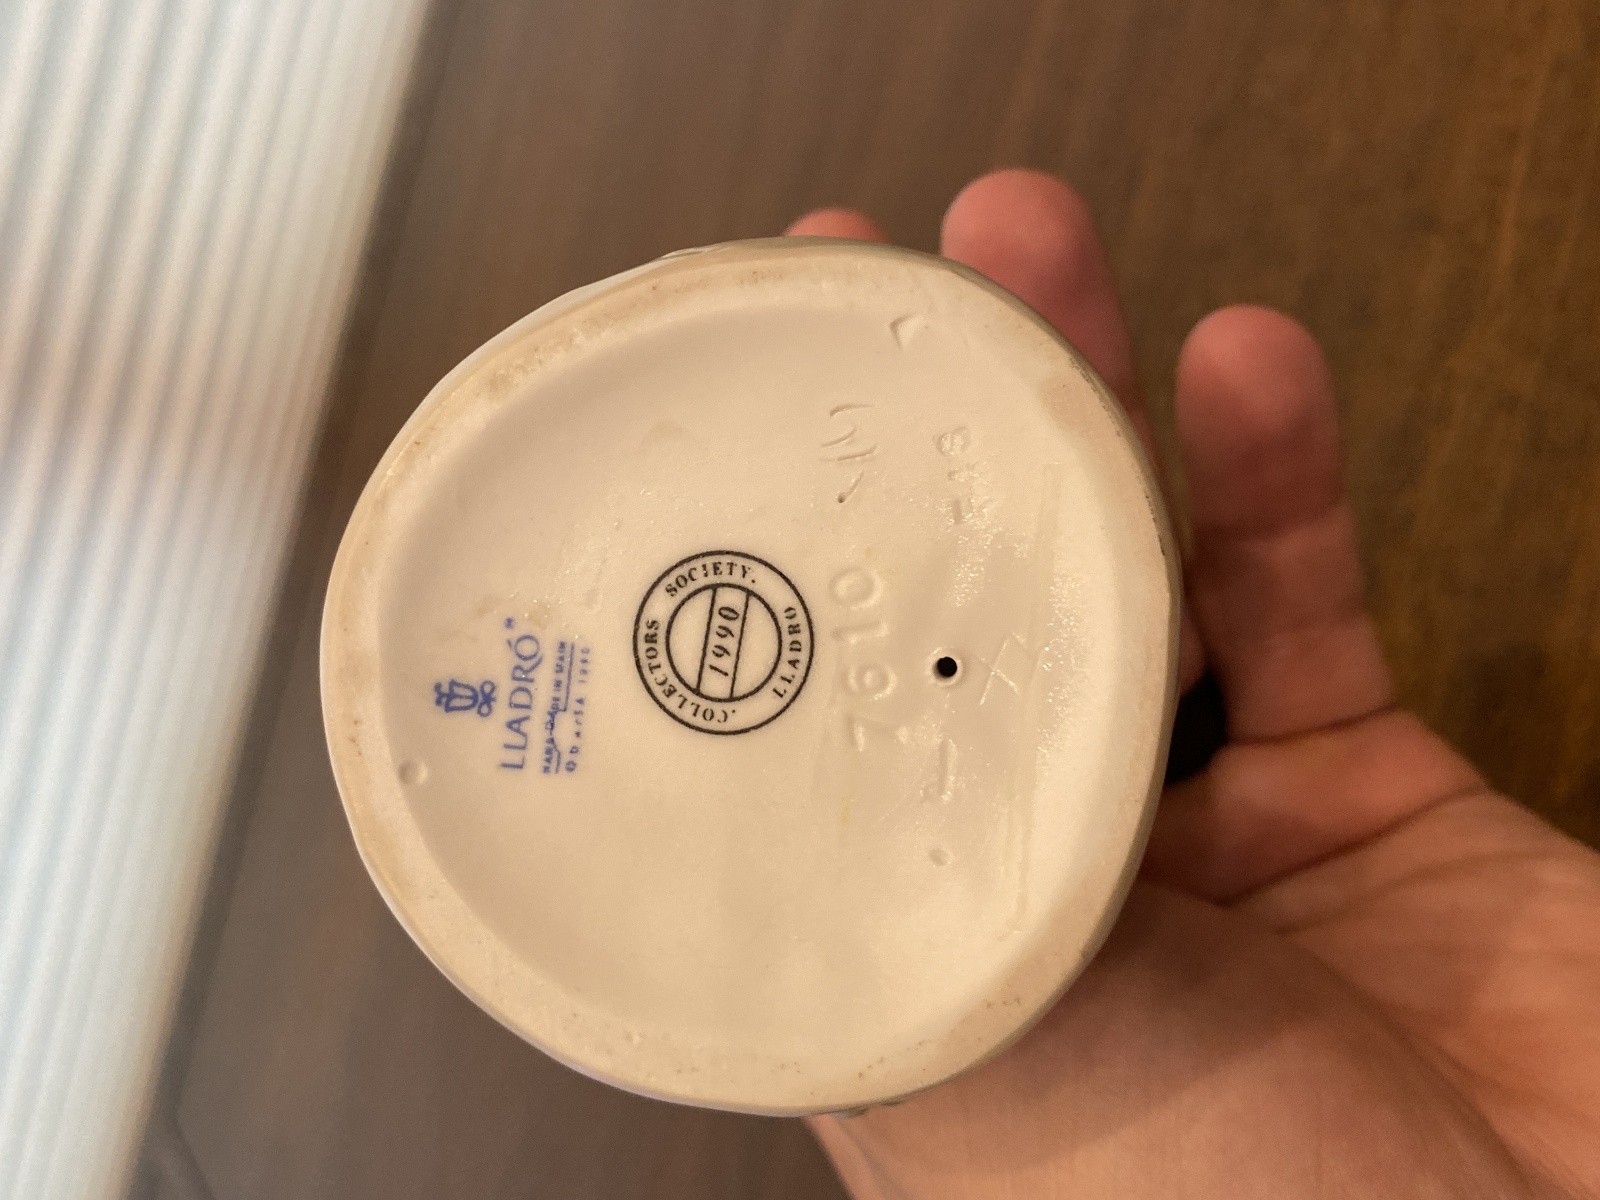 LLADRÓ
HAND MADE IN SPAIN
COLLECTORS SOCIETY. LLADRO.
1990
7610